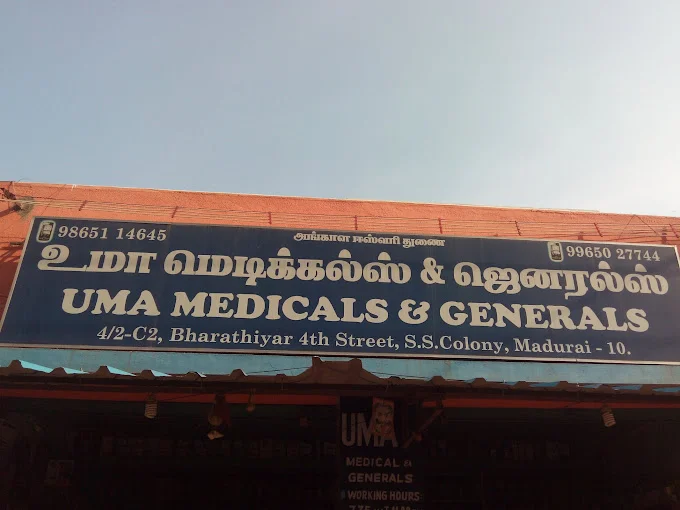 அங்காள ஈஸ்வரி துணை
98651 14645
99650 27744
உமா மெடிக்கல்ஸ் & ஜெனரல்ஸ்
UMA MEDICALS & GENERALS
4/2-C2, Bharathiyar 4th Street, S.S.Colony, Madurai - 10.
UMA
MEDICAL &
GENERALS
WORKING HOURS